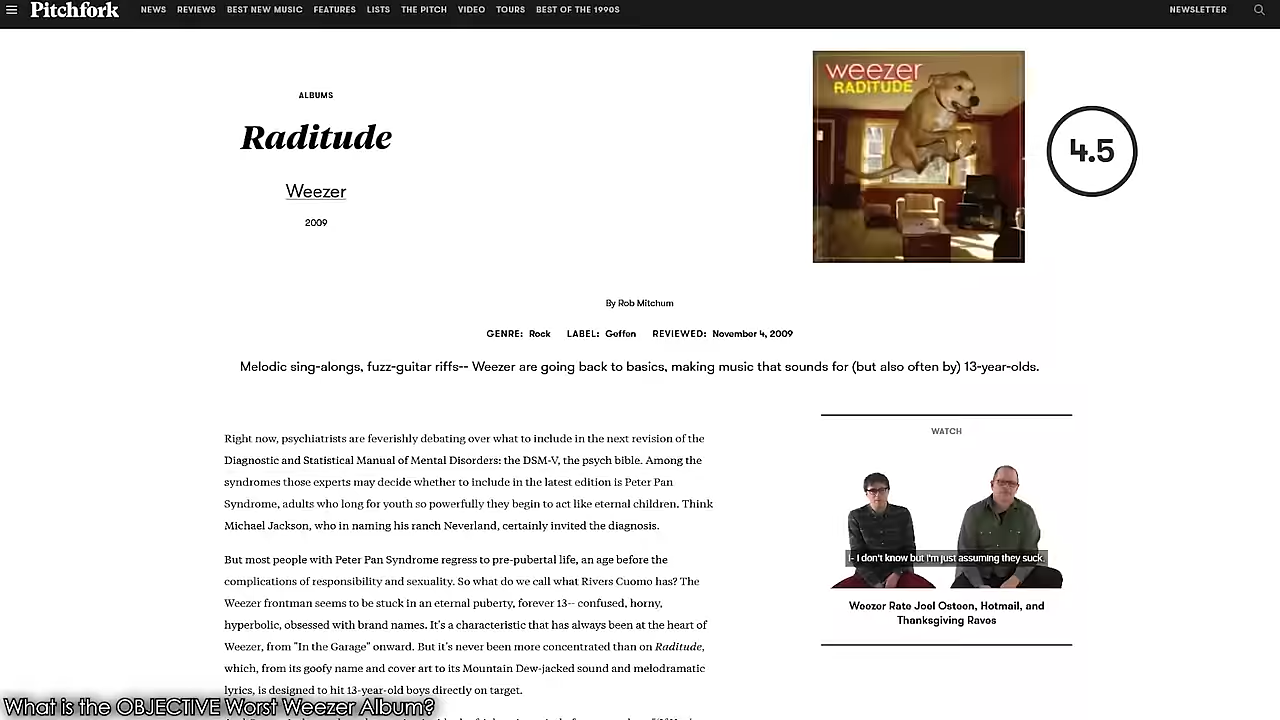 Pitchfork NEWS REVIEWS BEST NEW MUSIC FEATURES LISTS THE PITCH VIDEO TOURS BEST OF THE 1990S NEWSLETTER
ALBUMS
Raditude
Weezer
2009
weezer
RADITUDE
4.5
By Rob Mitchum
GENRE: Rock LABEL: Geffen REVIEWED: November 4, 2009
Melodic sing-alongs, fuzz-guitar riffs-- Weezer are going back to basics, making music that sounds for (but also often by) 13-year-olds.
Right now, psychiatrists are feverishly debating over what to include in the next revision of the
Diagnostic and Statistical Manual of Mental Disorders: the DSM-V, the psych bible. Among the
syndromes those experts may decide whether to include in the latest edition is Peter Pan
Syndrome, adults who long for youth so powerfully they begin to act like eternal children. Think
Michael Jackson, who in naming his ranch Neverland, certainly invited the diagnosis.
But most people with Peter Pan Syndrome regress to pre-pubertal life, an age before the
complications of responsibility and sexuality. So what do we call what Rivers Cuomo has? The
Weezer frontman seems to be stuck in an eternal puberty, forever 13-- confused, horny,
hyperbolic, obsessed with brand names. It's a characteristic that has always been at the heart of
Weezer, from "In the Garage" onward. But it's never been more concentrated than on Raditude,
which, from its goofy name and cover art to its Mountain Dew-jacked sound and melodramatic
lyrics, is designed to hit 13-year-old boys directly on target.
WATCH
I- I don't know but I'm just assuming they suck.
Weezer Rate Joel Osteen, Hotmail, and
Thanksgiving Raves
What is the OBJECTIVE Worst Weezer Album?